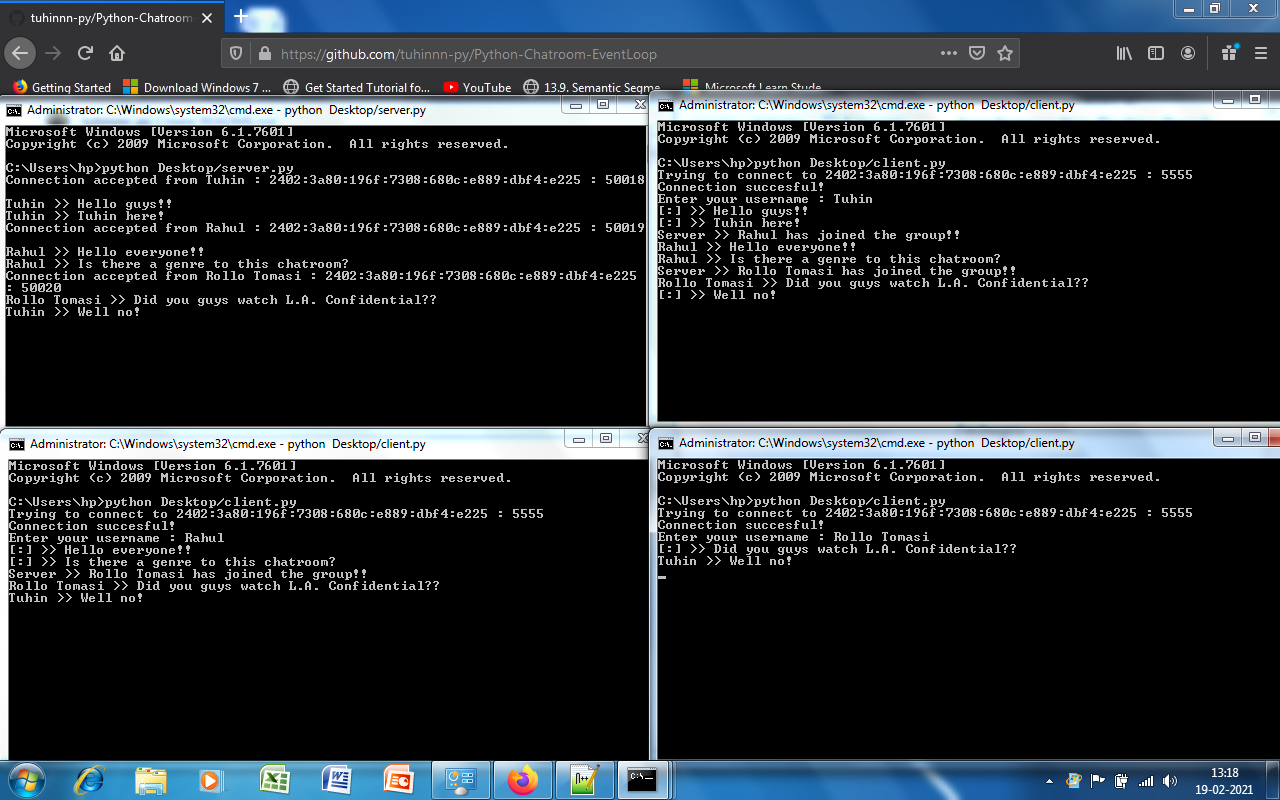 tuhinnn-py/Python-Chatroom
https://github.com/tuhinnn-py/Python-Chatroom-EventLoop
Getting Started Download Windows 7 ... Get Started Tutorial fo... YouTube 13.9. Semantic Segme... Microsoft Learn Stude...
Administrator: C:\Windows\system32\cmd.exe - python Desktop/server.py
Microsoft Windows [Version 6.1.7601]
Copyright (c) 2009 Microsoft Corporation.  All rights reserved.
C:\Users\hp>python Desktop/server.py
Connection accepted from Tuhin : 2402:3a80:196f:7308:680c:e889:dbf4:e225 : 50018
Tuhin >> Hello guys!!
Tuhin >> Tuhin here!
Connection accepted from Rahul : 2402:3a80:196f:7308:680c:e889:dbf4:e225 : 50019
Rahul >> Hello everyone!!
Rahul >> Is there a genre to this chatroom?
Connection accepted from Rollo Tomasi : 2402:3a80:196f:7308:680c:e889:dbf4:e225
: 50020
Rollo Tomasi >> Did you guys watch L.A. Confidential??
Tuhin >> Well no!
Administrator: C:\Windows\system32\cmd.exe - python Desktop/client.py
Microsoft Windows [Version 6.1.7601]
Copyright (c) 2009 Microsoft Corporation.  All rights reserved.
C:\Users\hp>python Desktop/client.py
Trying to connect to 2402:3a80:196f:7308:680c:e889:dbf4:e225 : 5555
Connection succesful!
Enter your username : Tuhin
[:] >> Hello guys!!
[:] >> Tuhin here!
Server >> Rahul has joined the group!!
Rahul >> Hello everyone!!
Rahul >> Is there a genre to this chatroom?
Server >> Rollo Tomasi has joined the group!!
Rollo Tomasi >> Did you guys watch L.A. Confidential??
[:] >> Well no!
Administrator: C:\Windows\system32\cmd.exe - python Desktop/client.py
Microsoft Windows [Version 6.1.7601]
Copyright (c) 2009 Microsoft Corporation.  All rights reserved.
C:\Users\hp>python Desktop/client.py
Trying to connect to 2402:3a80:196f:7308:680c:e889:dbf4:e225 : 5555
Connection succesful!
Enter your username : Rahul
[:] >> Hello everyone!!
[:] >> Is there a genre to this chatroom?
Server >> Rollo Tomasi has joined the group!!
Rollo Tomasi >> Did you guys watch L.A. Confidential??
Tuhin >> Well no!
Administrator: C:\Windows\system32\cmd.exe - python Desktop/client.py
Microsoft Windows [Version 6.1.7601]
Copyright (c) 2009 Microsoft Corporation.  All rights reserved.
C:\Users\hp>python Desktop/client.py
Trying to connect to 2402:3a80:196f:7308:680c:e889:dbf4:e225 : 5555
Connection succesful!
Enter your username : Rollo Tomasi
[:] >> Did you guys watch L.A. Confidential??
Tuhin >> Well no!
13:18
19-02-2021